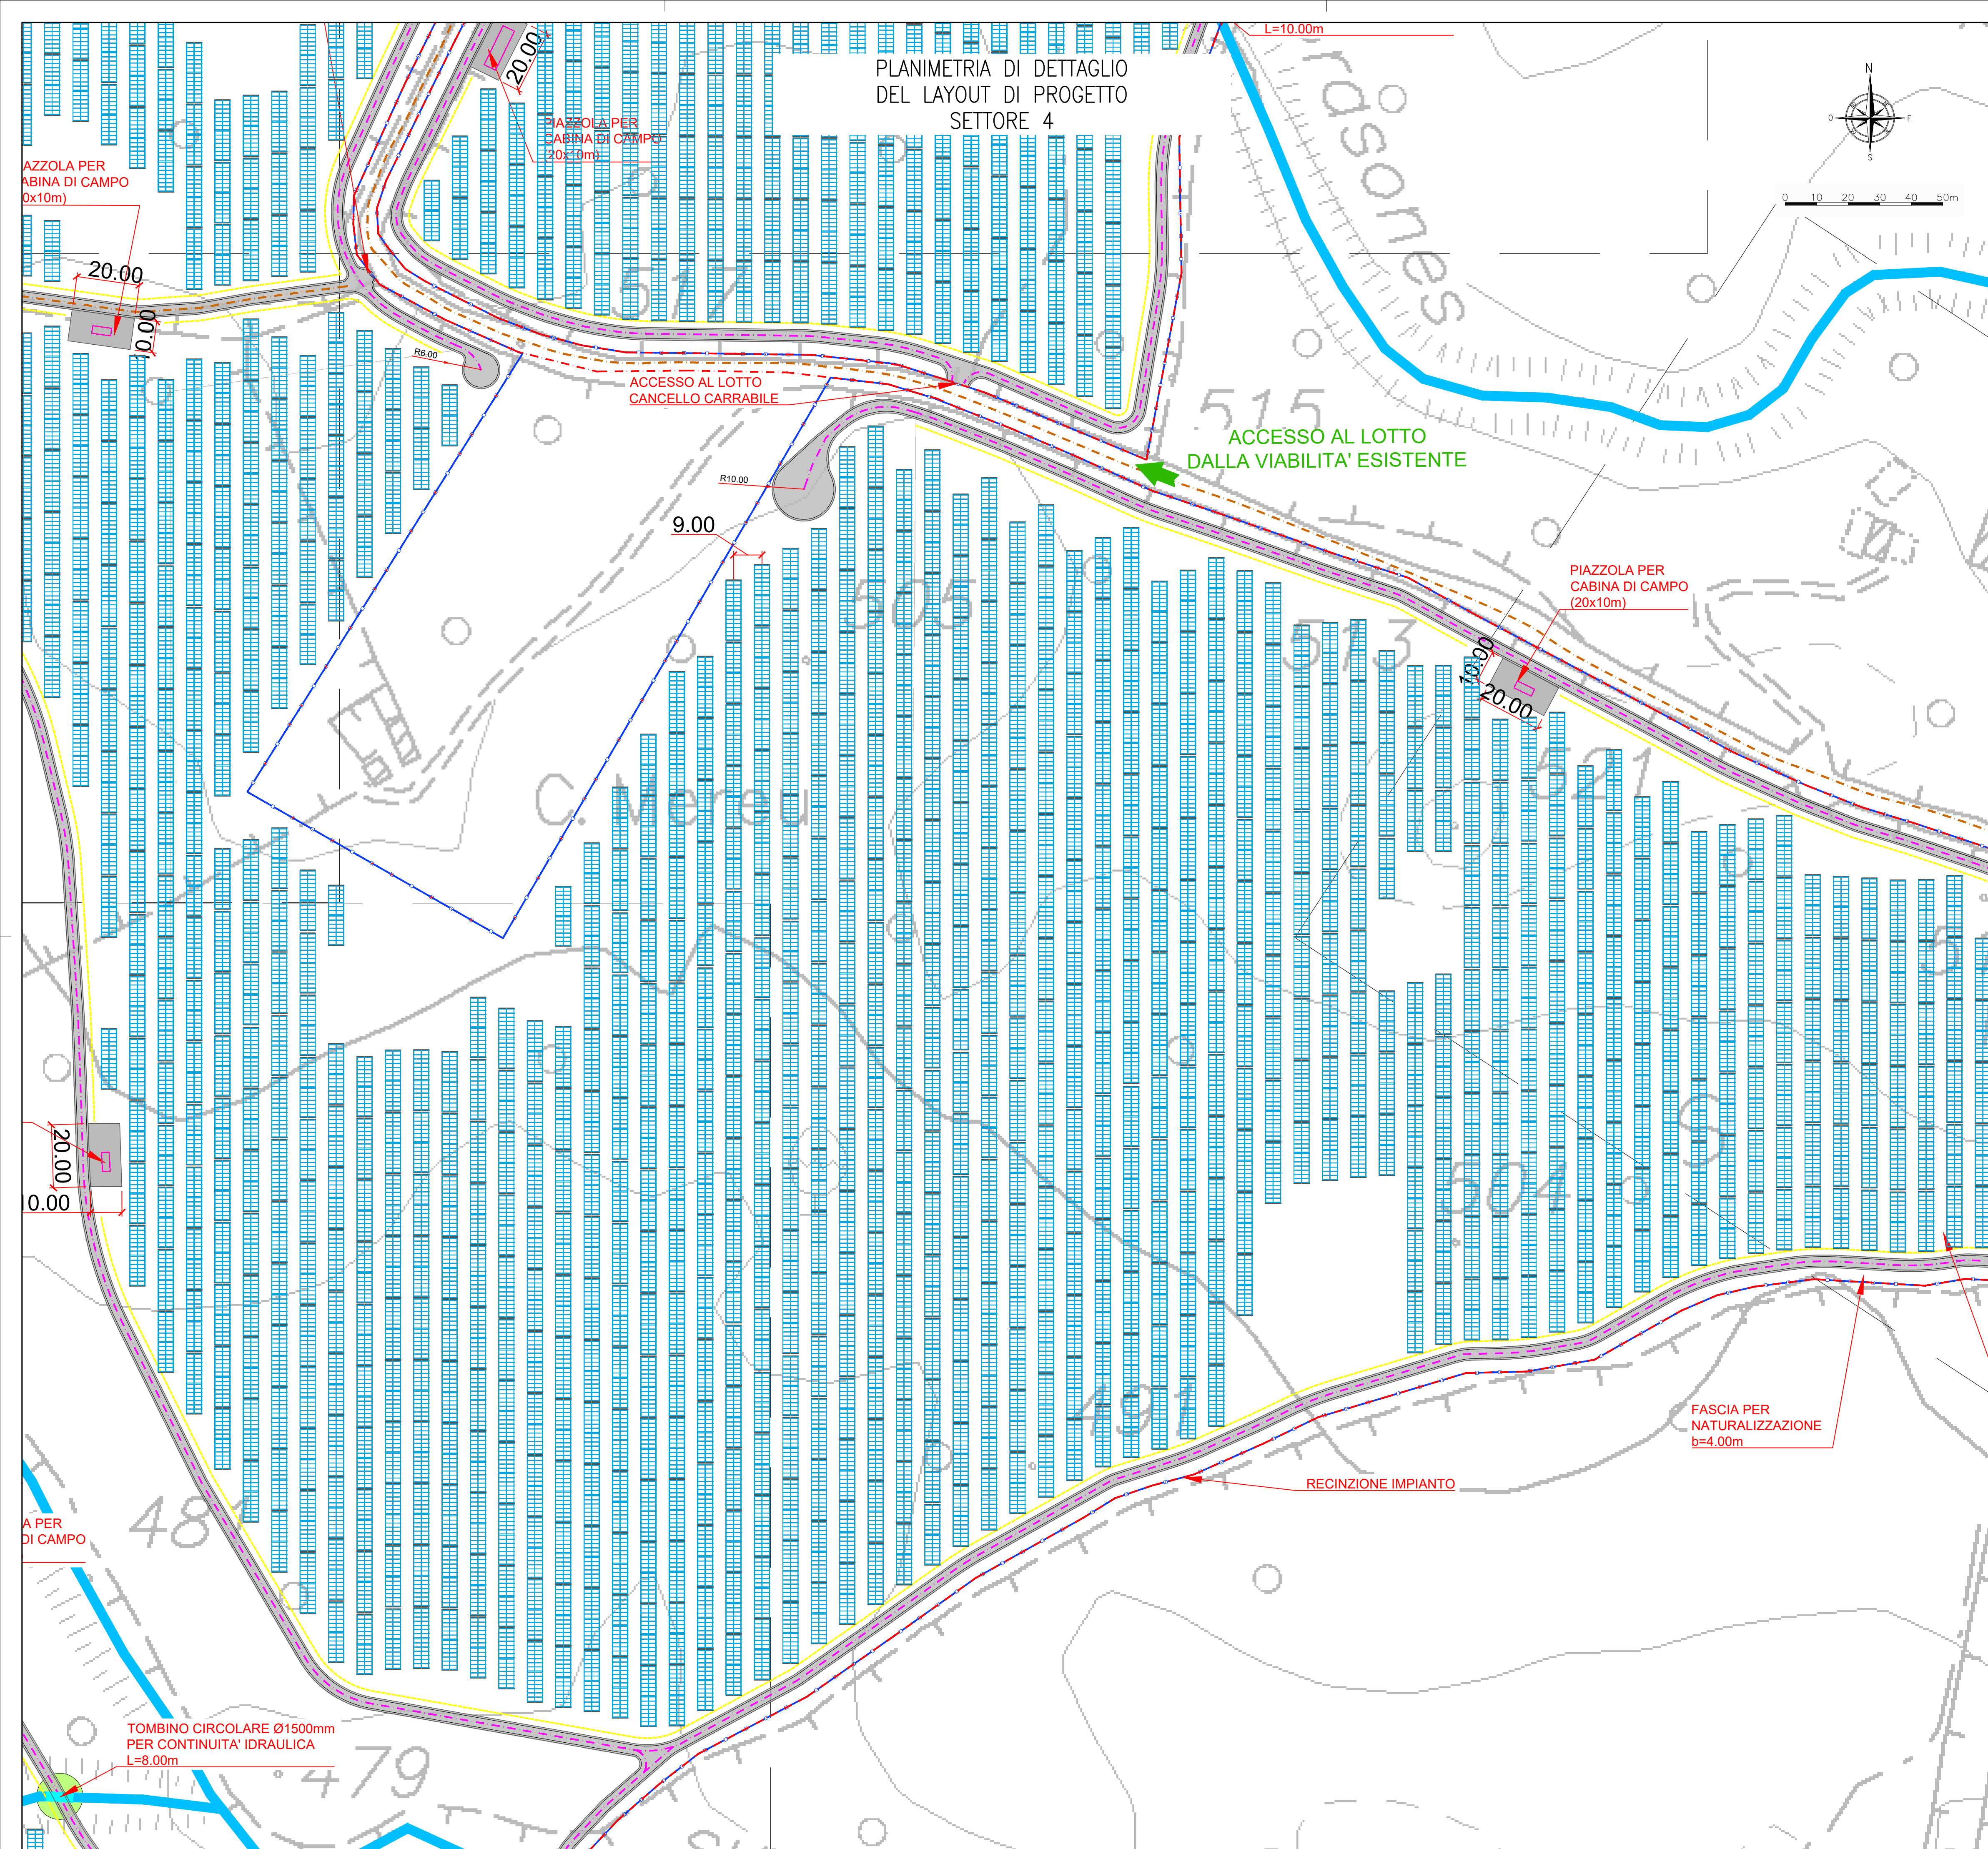 L=10.00m
PLANIMETRIA DI DETTAGLIO
DEL LAYOUT DI PROGETTO
SETTORE 4
N
O
E
S
0 10 20 30 40 50m
rasones
20.00
PIAZZOLA PER
CABINA DI CAMPO
(20x10m)
AZZOLA PER
ABINA DI CAMPO
0x10m)
20.00
10.00
517
R6.00
ACCESSO AL LOTTO
CANCELLO CARRABILE
515
ACCESSO AL LOTTO
DALLA VIABILITA' ESISTENTE
R10.00
9.00
505
513
PIAZZOLA PER
CABINA DI CAMPO
(20x10m)
10.00
20.00
521
C. Mereu
20.00
10.00
504
S
491
FASCIA PER
NATURALIZZAZIONE
b=4.00m
RECINZIONE IMPIANTO
A PER
DI CAMPO
481
TOMBINO CIRCOLARE Ø1500mm
PER CONTINUITA' IDRAULICA
L=8.00m
479